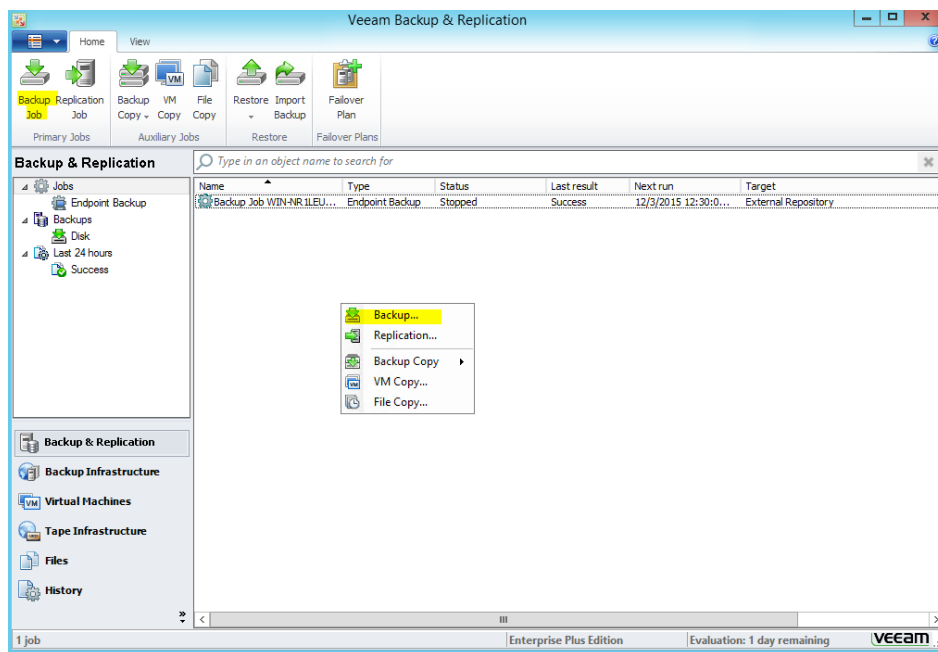 Veeam Backup & Replication
Home View
Backup Job Replication Job Backup Copy VM Copy File Copy Restore Import Backup Failover Plan
Primary Jobs Auxiliary Jobs Restore Failover Plans
Backup & Replication
Type in an object name to search for
Jobs
Endpoint Backup
Backups
Disk
Last 24 hours
Success
Name Type Status Last result Next run Target
Backup Job WIN-NR1LEU... Endpoint Backup Stopped Success 12/3/2015 12:30:0... External Repository
Backup...
Replication...
Backup Copy
VM Copy...
File Copy...
Backup & Replication
Backup Infrastructure
Virtual Machines
Tape Infrastructure
Files
History
1 job Enterprise Plus Edition Evaluation: 1 day remaining veeam